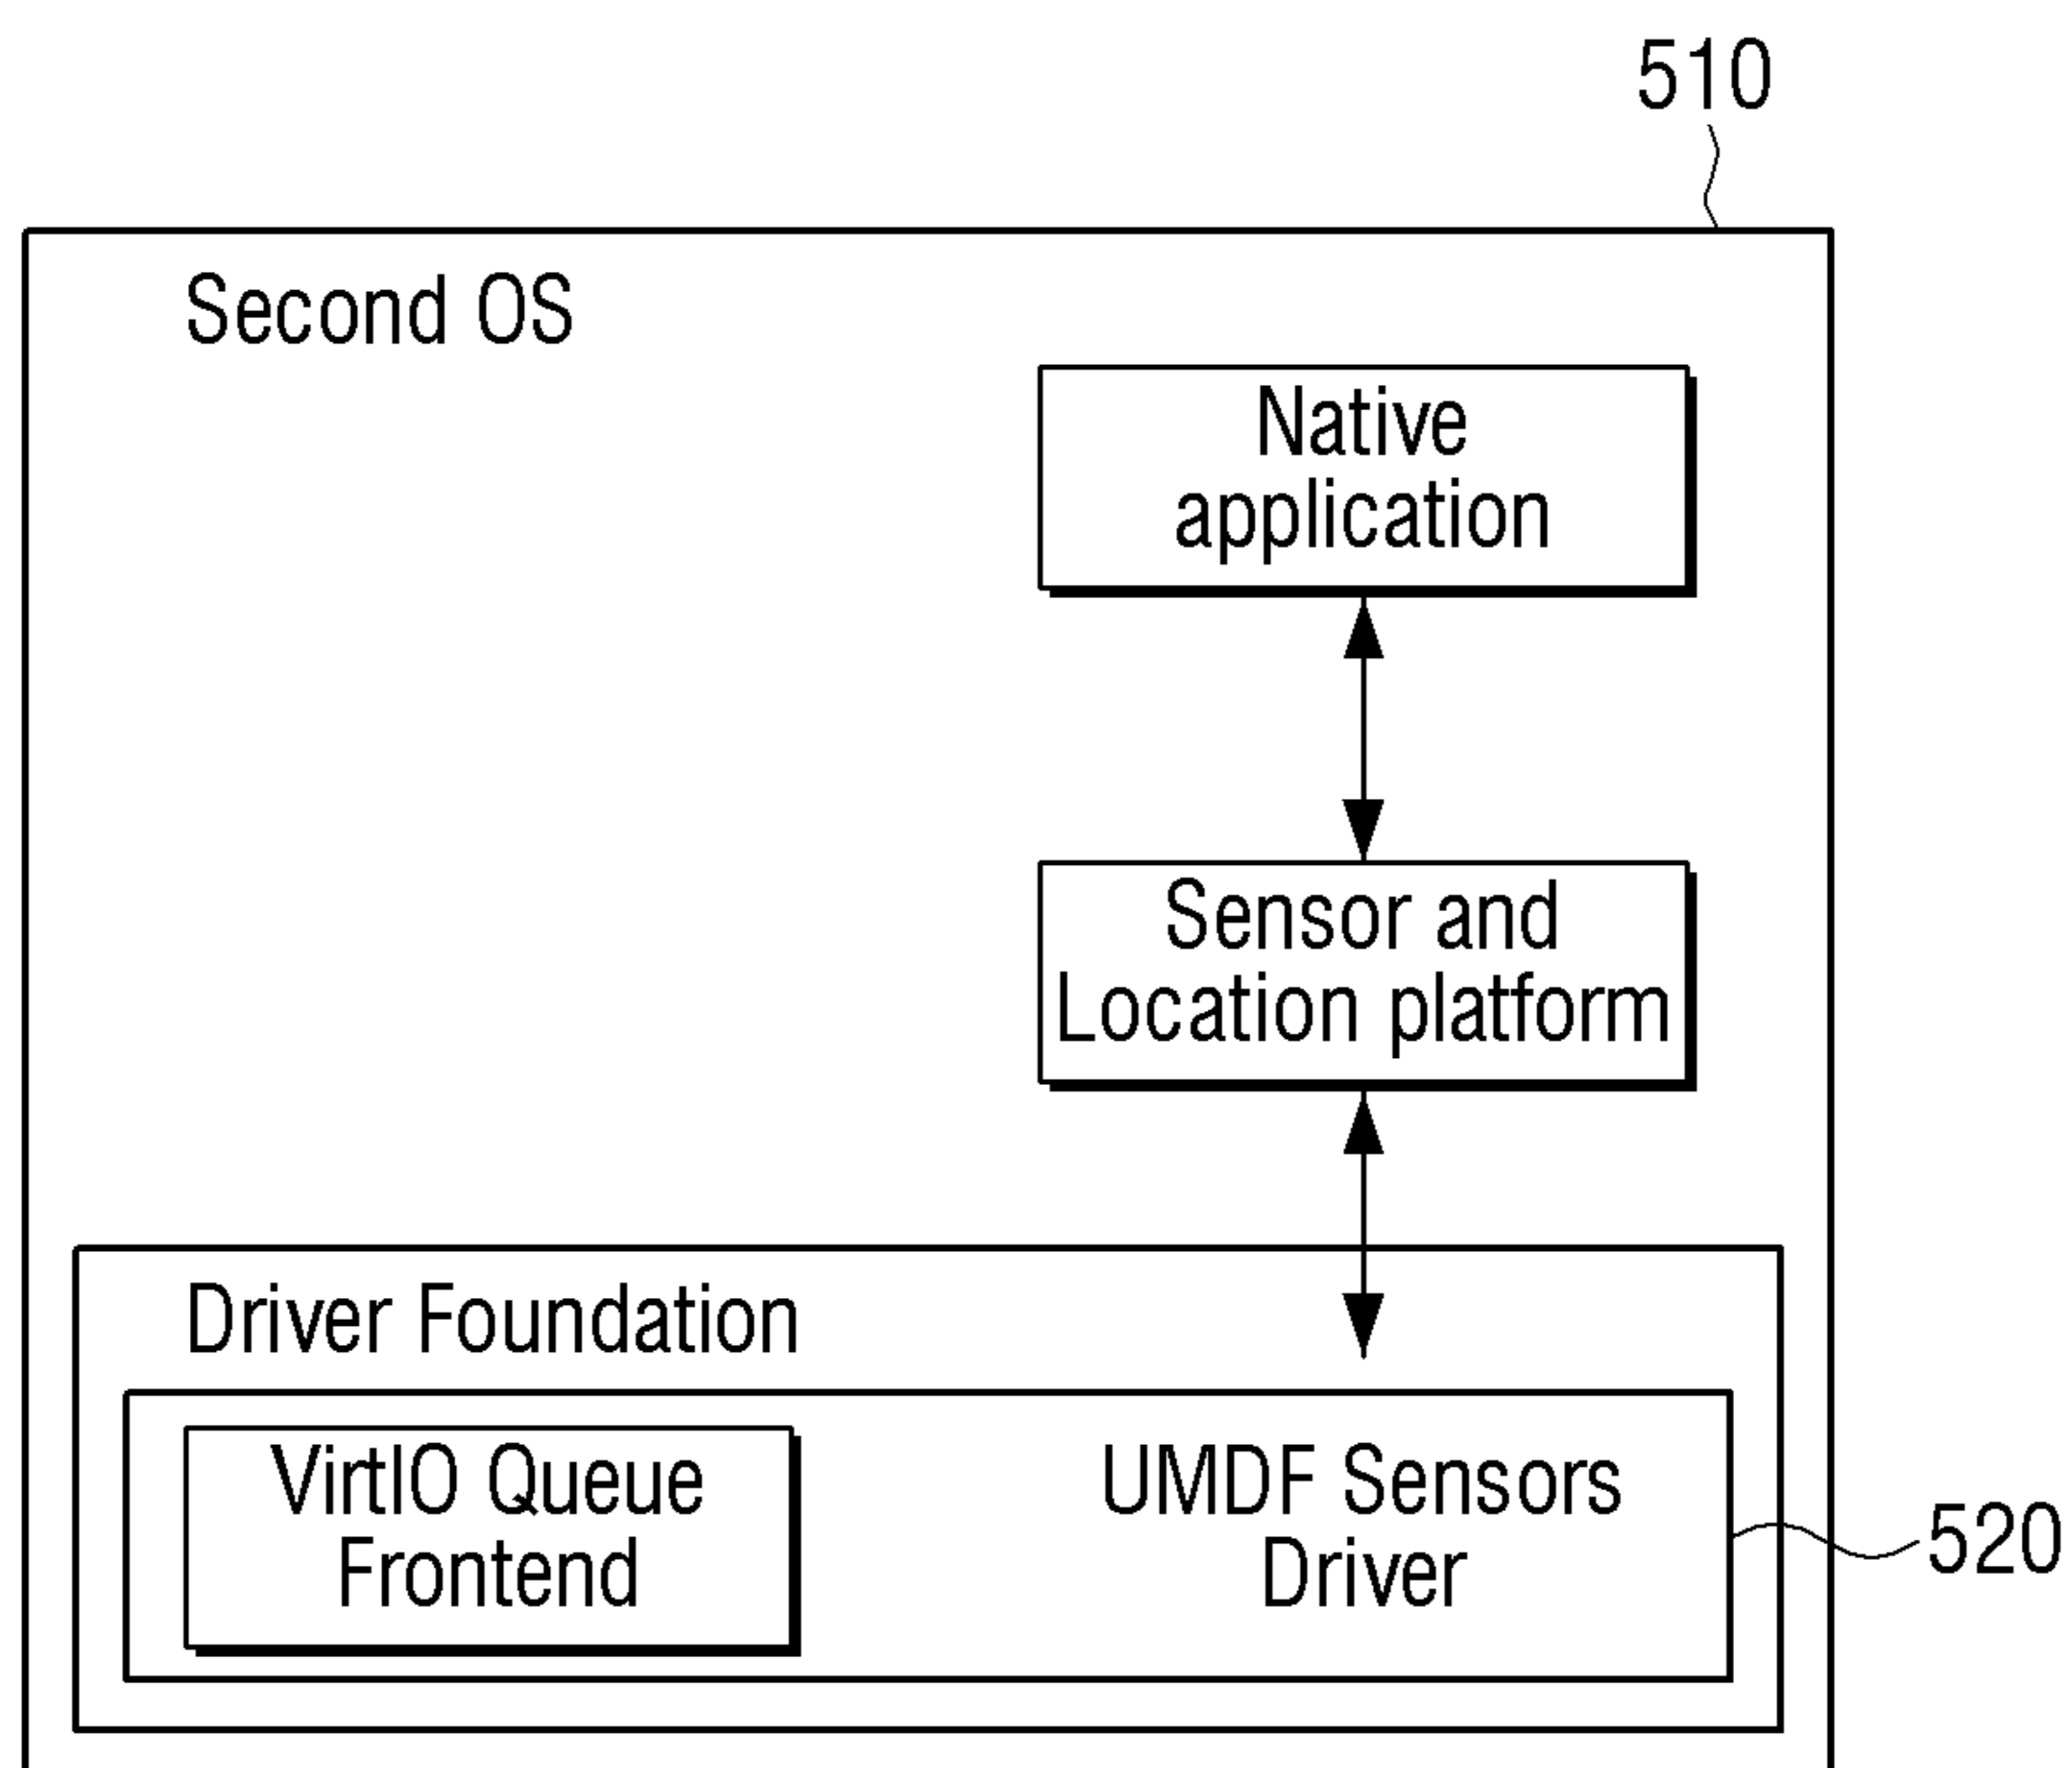 510
Second OS
Native
application
Sensor and
Location platform
Driver Foundation
VirtIO Queue
Frontend
UMDF Sensors
Driver
520